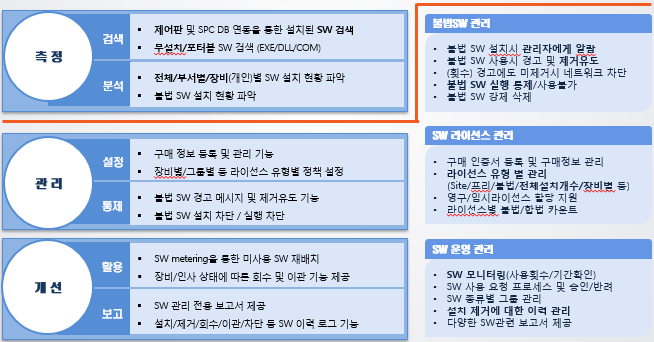 측 정
검색
제어판 및 SPC DB 연동을 통한 설치된 SW 검색
무설치/포터블 SW 검색 (EXE/DLL/COM)
분석
전체/부서별/장비(개인)별 SW 설치 현황 파악
불법 SW 설치 현황 파악
관 리
설정
구매 정보 등록 및 관리 기능
장비별/그룹별 등 라이선스 유형별 정책 설정
통제
불법 SW 경고 메시지 및 제거유도 기능
불법 SW 설치 차단 / 실행 차단
개 선
활용
SW metering을 통한 미사용 SW 재배치
장비/인사 상태에 따른 회수 및 이관 기능 제공
보고
SW 관리 전용 보고서 제공
설치/제거/회수/이관/차단 등 SW 이력 로그 기능
불법SW 관리
불법 SW 설치시 관리자에게 알람
불법 SW 사용시 경고 및 제거유도
(횟수) 경고에도 미제거시 네트워크 차단
불법 SW 실행 통제/사용불가
불법 SW 강제 삭제
SW 라이선스 관리
구매 인증서 등록 및 구매정보 관리
라이선스 유형 별 관리
(Site/프리/불법/전체설치개수/장비별 등)
영구/임시라이선스 할당 지원
라이선스별 불법/합법 카운트
SW 운영 관리
SW 모니터링(사용횟수/기간확인)
SW 사용 요청 프로세스 및 승인/반려
SW 종류별 그룹 관리
설치 제거에 대한 이력 관리
다양한 SW관련 보고서 제공